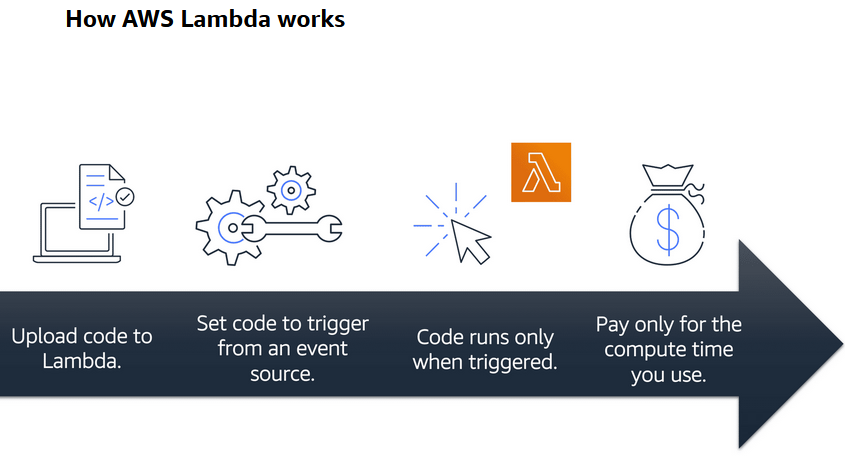 How AWS Lambda works
</>
Upload code to
Lambda.
Set code to trigger
from an event
source.
Code runs only
when triggered.
Pay only for the
compute time
you use.
$